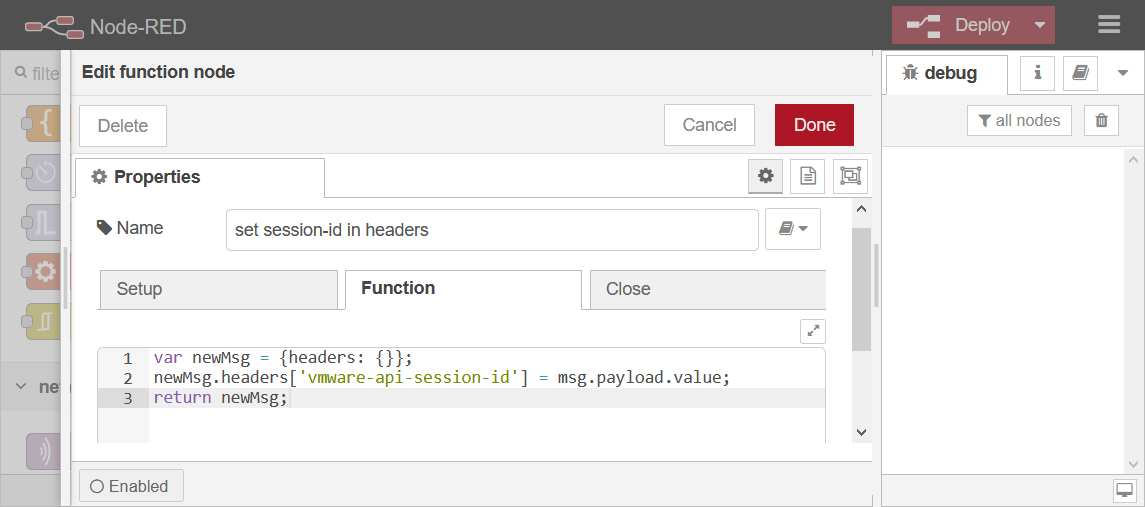 Node-RED
Deploy
filte
Edit function node
debug
i
Delete
Cancel
Done
all nodes
Properties
Name
set session-id in headers
Setup
Function
Close
1 var newMsg = {headers: {}};
2 newMsg.headers['vmware-api-session-id'] = msg.payload.value;
3 return newMsg;
Enabled